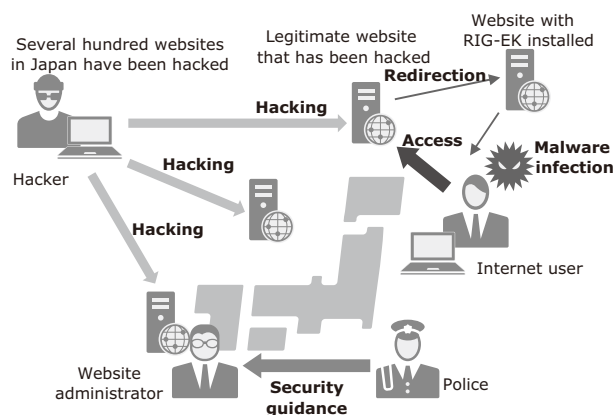 Several hundred websites
in Japan have been hacked
Legitimate website
that has been hacked
Website with
RIG-EK installed
Redirection
Hacking
Access
Malware
infection
Hacker
Hacking
Hacking
Internet user
Website
administrator
Security
guidance
Police